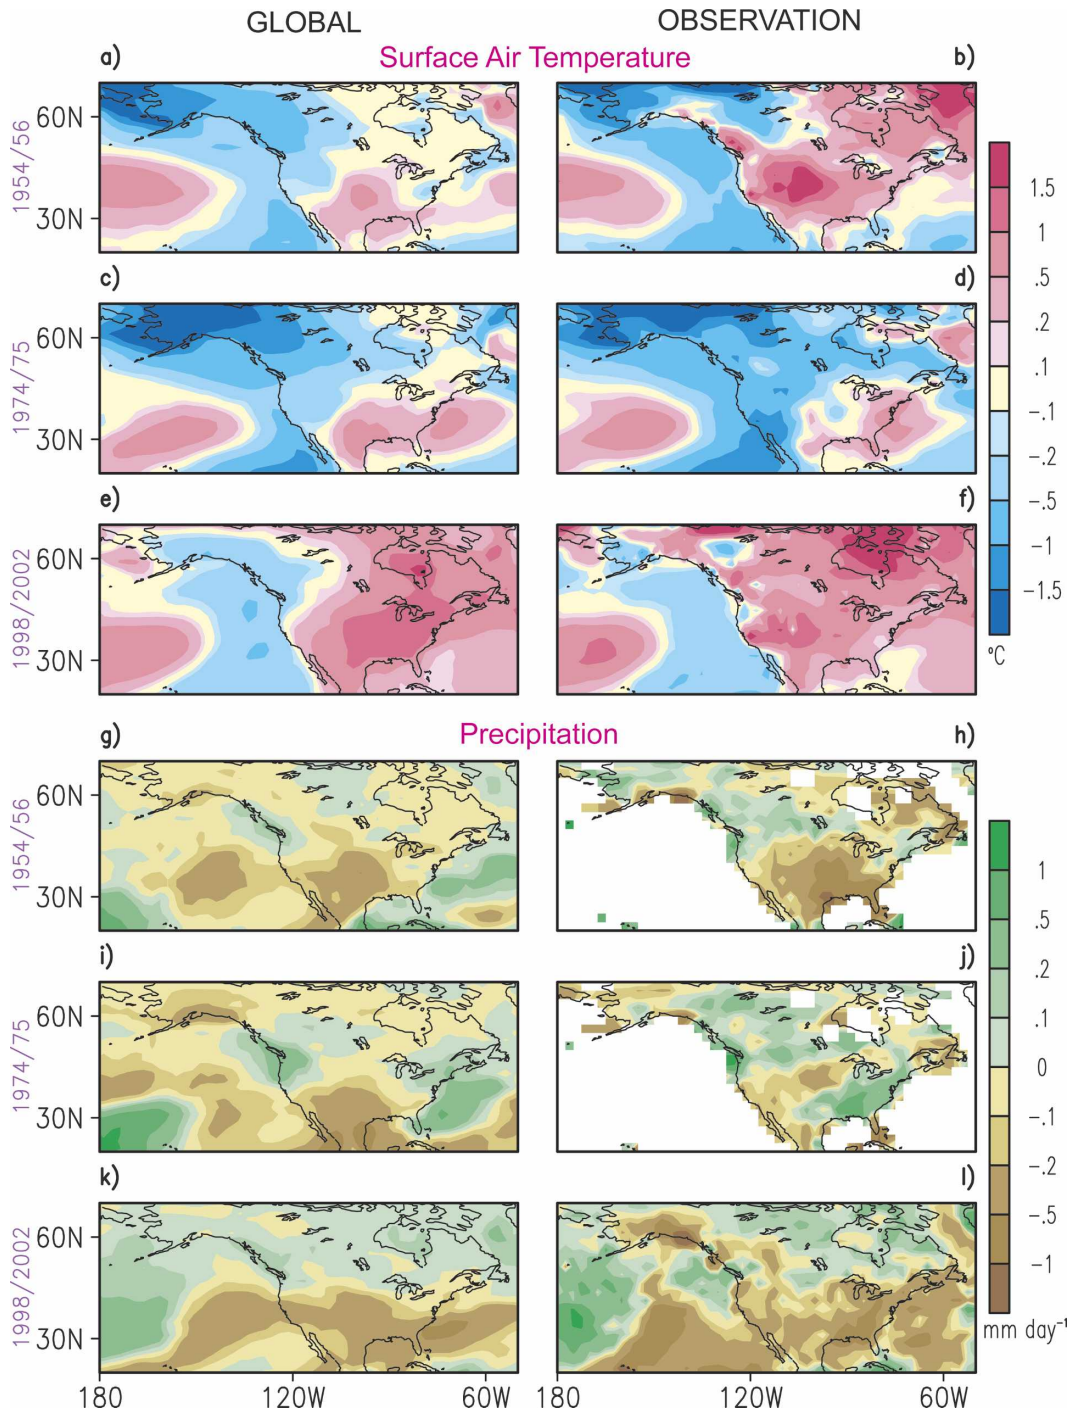 GLOBAL OBSERVATION
Surface Air Temperature
a) b)
1954/56
60N
30N
c) d)
1974/75
60N
30N
e) f)
1998/2002
60N
30N
1.5
1
.5
.2
.1
-.1
-.2
-.5
-1
-1.5
°C
Precipitation
g) h)
1954/56
60N
30N
i) j)
1974/75
60N
30N
k) l)
1998/2002
60N
30N
1
.5
.2
.1
0
-.1
-.2
-.5
-1
mm day⁻¹
180 120W 60W 120W 60W